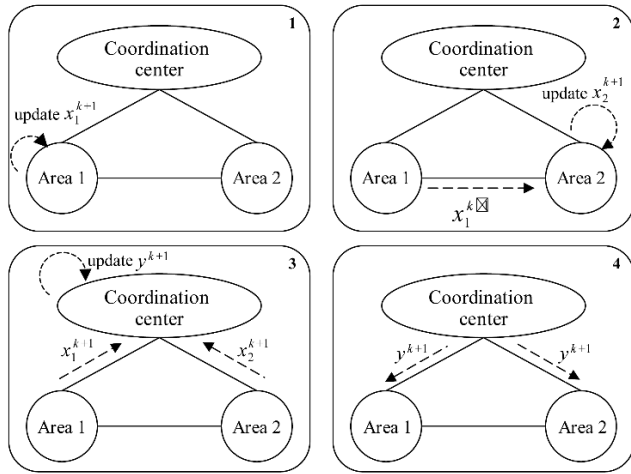 1
Coordination
center
update x₁ᵏ⁺¹
Area 1
Area 2
2
Coordination
center
update x₂ᵏ⁺¹
Area 1
Area 2
x₁ᵏ
3
update yᵏ⁺¹
Coordination
center
x₁ᵏ⁺¹
x₂ᵏ⁺¹
Area 1
Area 2
4
Coordination
center
yᵏ⁺¹
yᵏ⁺¹
Area 1
Area 2